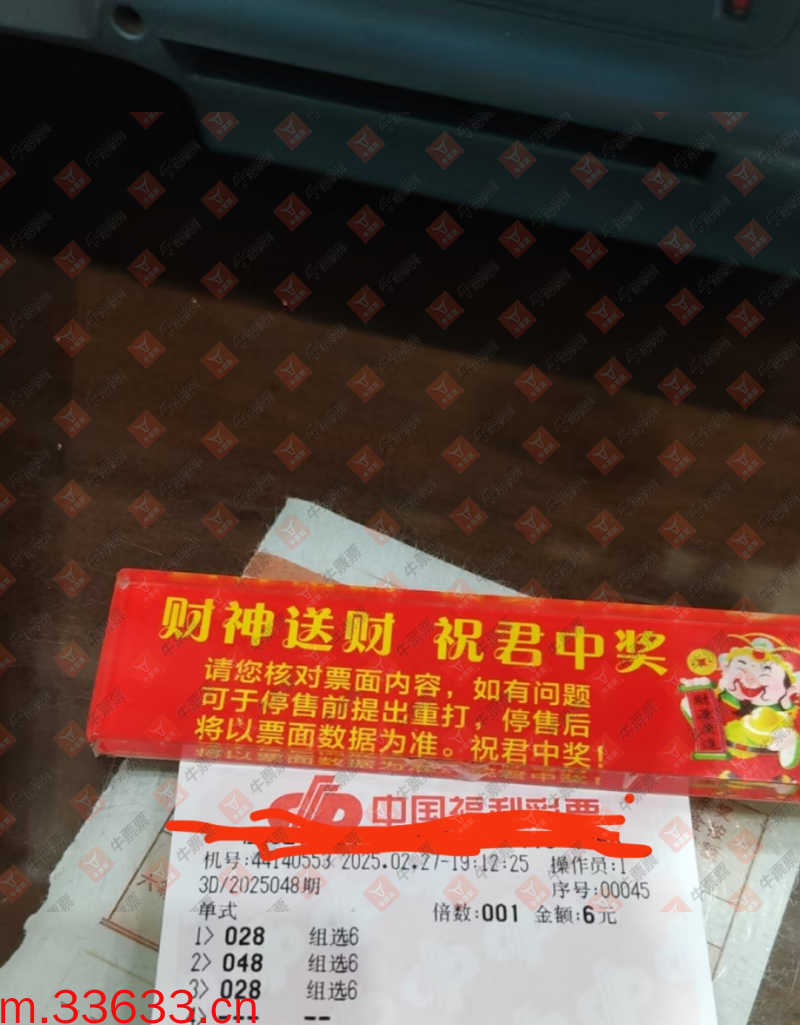 财神送财 祝君中奖
请您核对票面内容,如有问题
可于停售前提出重打,停售后
将以票面数据为准。祝君中奖!
中国福利彩票
机号:44140553 2025.02.27-19:12:25 操作员:1
3D/2025048期 序号:00045
单式 倍数:001 金额:6元
1> 028 组选6
2> 048 组选6
3> 028 组选6
4> --- --
m.33633.cn
牛票票